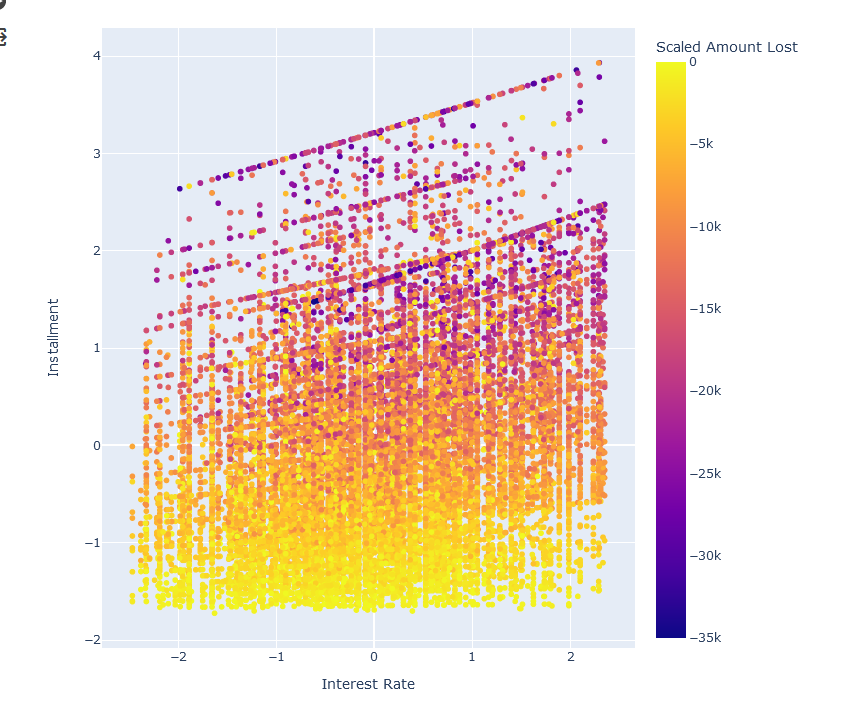 Scaled Amount Lost
4
3
2
1
0
−1
−2
−2
−1
0
1
2
Installment
Interest Rate
0
−5k
−10k
−15k
−20k
−25k
−30k
−35k